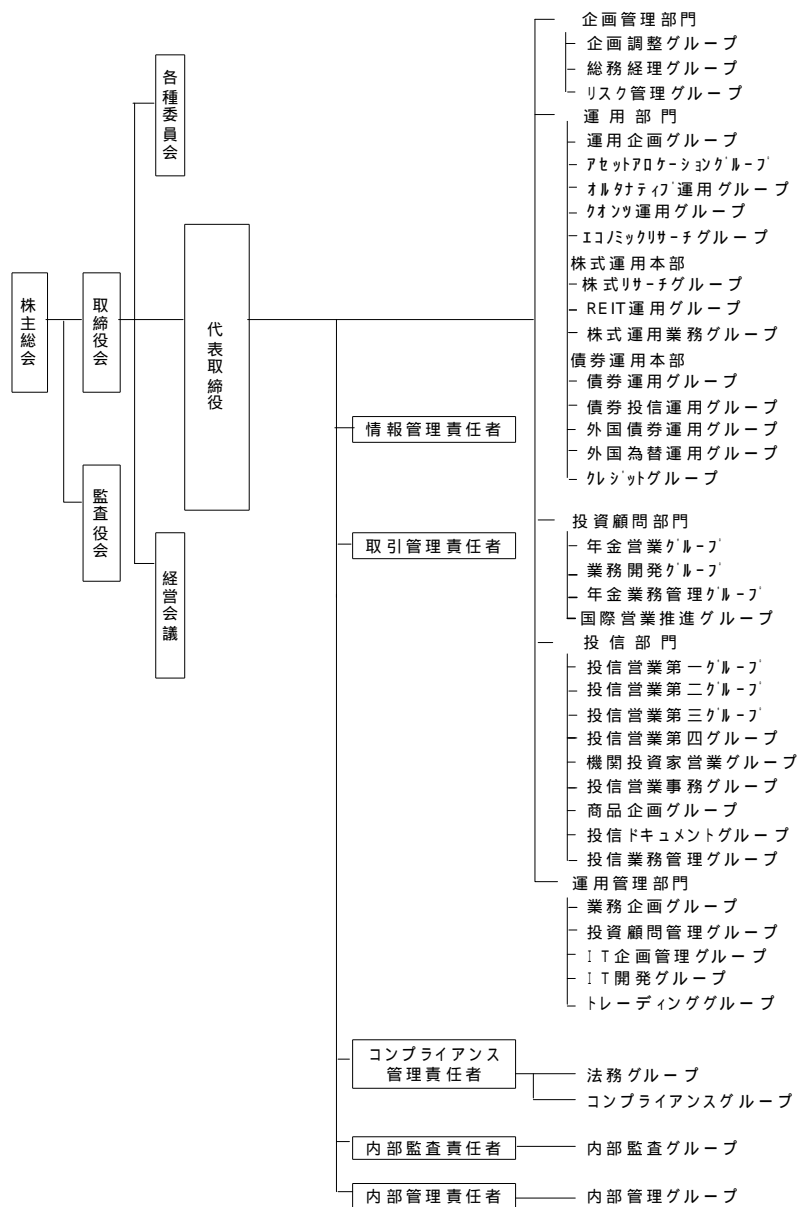 株主総会
取締役会
監査役会
各種委員会
経営会議
代表取締役
情報管理責任者
取引管理責任者
コンプライアンス
管理責任者
内部監査責任者
内部管理責任者
企画管理部門
企画調整グループ
総務経理グループ
リスク管理グループ
運用部門
運用企画グループ
アセットアロケーショングループ
オルタナティブ運用グループ
クオンツ運用グループ
エコノミックリサーチグループ
株式運用本部
株式リサーチグループ
REIT運用グループ
株式運用業務グループ
債券運用本部
債券運用グループ
債券投信運用グループ
外国債券運用グループ
外国為替運用グループ
クレジットグループ
投資顧問部門
年金営業グループ
業務開発グループ
年金業務管理グループ
国際営業推進グループ
投信部門
投信営業第一グループ
投信営業第二グループ
投信営業第三グループ
投信営業第四グループ
機関投資家営業グループ
投信営業事務グループ
商品企画グループ
投信ドキュメントグループ
投信業務管理グループ
運用管理部門
業務企画グループ
投資顧問管理グループ
IT企画管理グループ
IT開発グループ
トレーディンググループ
法務グループ
コンプライアンスグループ
内部監査グループ
内部管理グループ